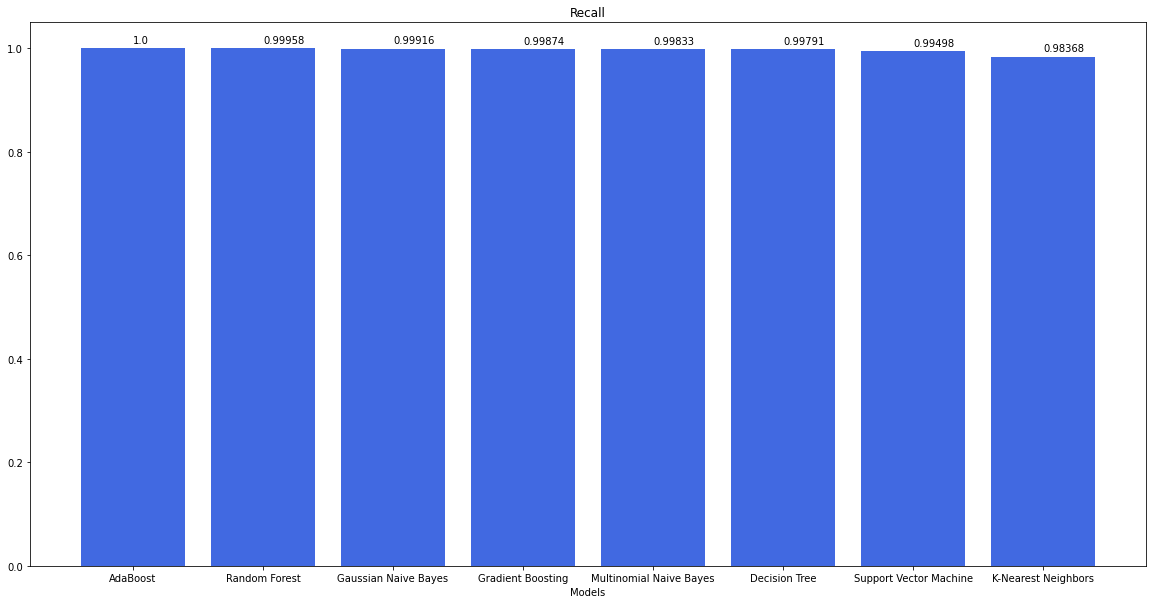 Recall
1.0 0.99958 0.99916 0.99874 0.99833 0.99791 0.99498 0.98368
1.0
0.8
0.6
0.4
0.2
0.0
AdaBoost Random Forest Gaussian Naive Bayes Gradient Boosting Multinomial Naive Bayes Decision Tree Support Vector Machine K-Nearest Neighbors
Models